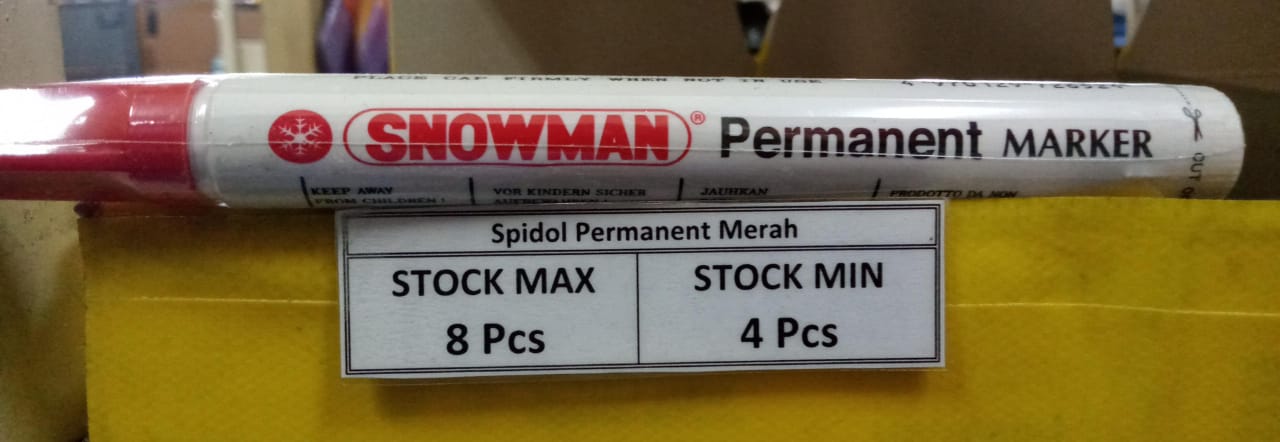 PLACE CAP FIRMLY WHEN NOT IN USE
SNOWMAN® Permanent MARKER
KEEP AWAY
FROM CHILDREN !
VOR KINDERN SICHER
JAUHKAN
PRODOTTO DA NON
CUT
Spidol Permanent Merah
STOCK MAX
STOCK MIN
8 Pcs
4 Pcs